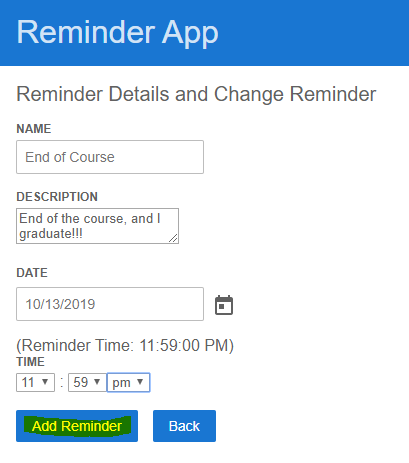 Reminder App
Reminder Details and Change Reminder
NAME
End of Course
DESCRIPTION
End of the course, and I
graduate!!!
DATE
10/13/2019
(Reminder Time: 11:59:00 PM)
TIME
11 : 59 pm
Add Reminder Back